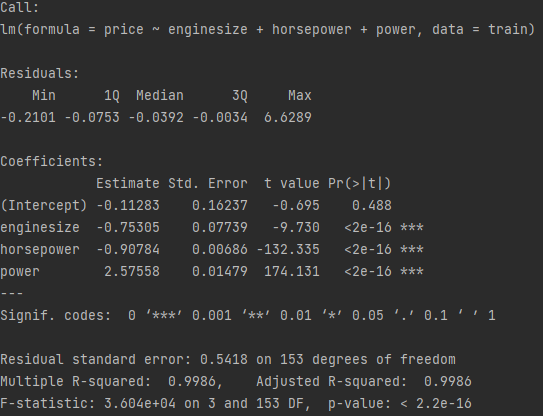 Call:
lm(formula = price ~ enginesize + horsepower + power, data = train)
Residuals:
    Min      1Q  Median      3Q     Max
-0.2101 -0.0753 -0.0392 -0.0034  6.6289
Coefficients:
            Estimate Std. Error  t value Pr(>|t|)
(Intercept) -0.11283    0.16237   -0.695    0.488
enginesize  -0.75305    0.07739   -9.730   <2e-16 ***
horsepower  -0.90784    0.00686 -132.335   <2e-16 ***
power        2.57558    0.01479  174.131   <2e-16 ***
---
Signif. codes:  0 ‘***’ 0.001 ‘**’ 0.01 ‘*’ 0.05 ‘.’ 0.1 ‘ ’ 1
Residual standard error: 0.5418 on 153 degrees of freedom
Multiple R-squared:  0.9986,    Adjusted R-squared:  0.9986
F-statistic: 3.604e+04 on 3 and 153 DF,  p-value: < 2.2e-16